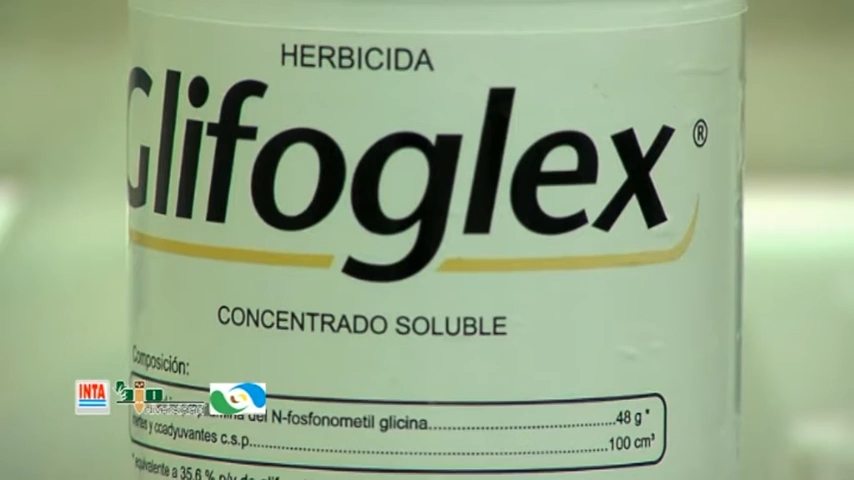 HERBICIDA
Glifoglex®
CONCENTRADO SOLUBLE
Composición:
INTA
del N-fosfonometil glicina..............................48 g*
y coadyuvantes c.s.p..........................................................100 cm³
* equivalente a 35,6 % p/v de